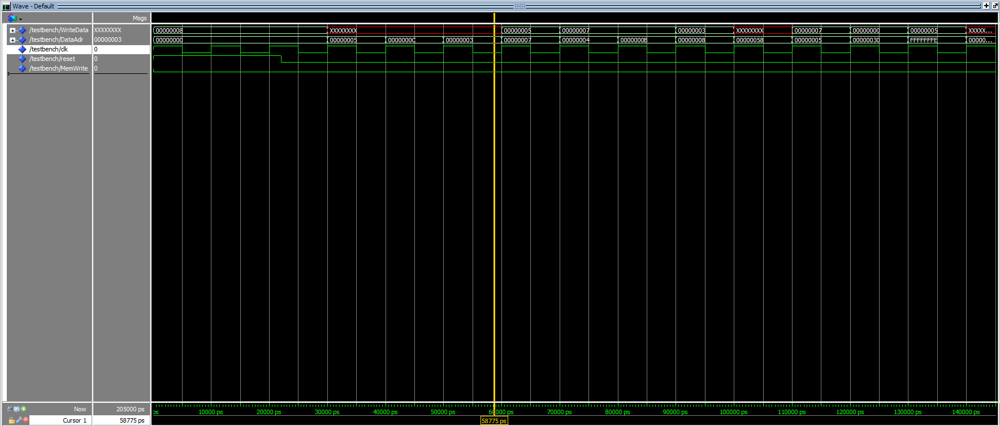 Wave - Default
Msgs
/testbench/WriteData XXXXXXXX 00000008 XXXXXXXX 00000005 00000007 00000003 XXXXXXXX 00000007 00000000 00000005 XXXXX...
/testbench/DataAdr 00000003 00000000 00000005 0000000C 00000003 00000007 00000004 0000000B 00000008 00000058 00000005 00000030 FFFFFFFE 00000...
/testbench/clk 0
/testbench/reset 0
/testbench/MemWrite 0
Now 205000 ps ps 10000 ps 20000 ps 30000 ps 40000 ps 50000 ps 60000 ps 70000 ps 80000 ps 90000 ps 100000 ps 110000 ps 120000 ps 130000 ps 140000 ps
Cursor 1 58775 ps 58775 ps